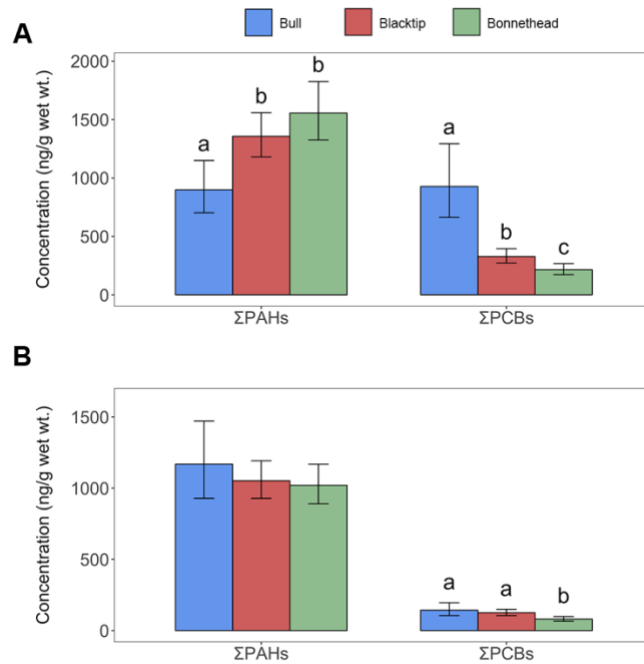 Bull Blacktip Bonnethead
A
Concentration (ng/g wet wt.)
2000
1500
1000
500
0
a b b
a b c
ΣPAHs ΣPCBs
B
Concentration (ng/g wet wt.)
1500
1000
500
0
a a b
ΣPAHs ΣPCBs